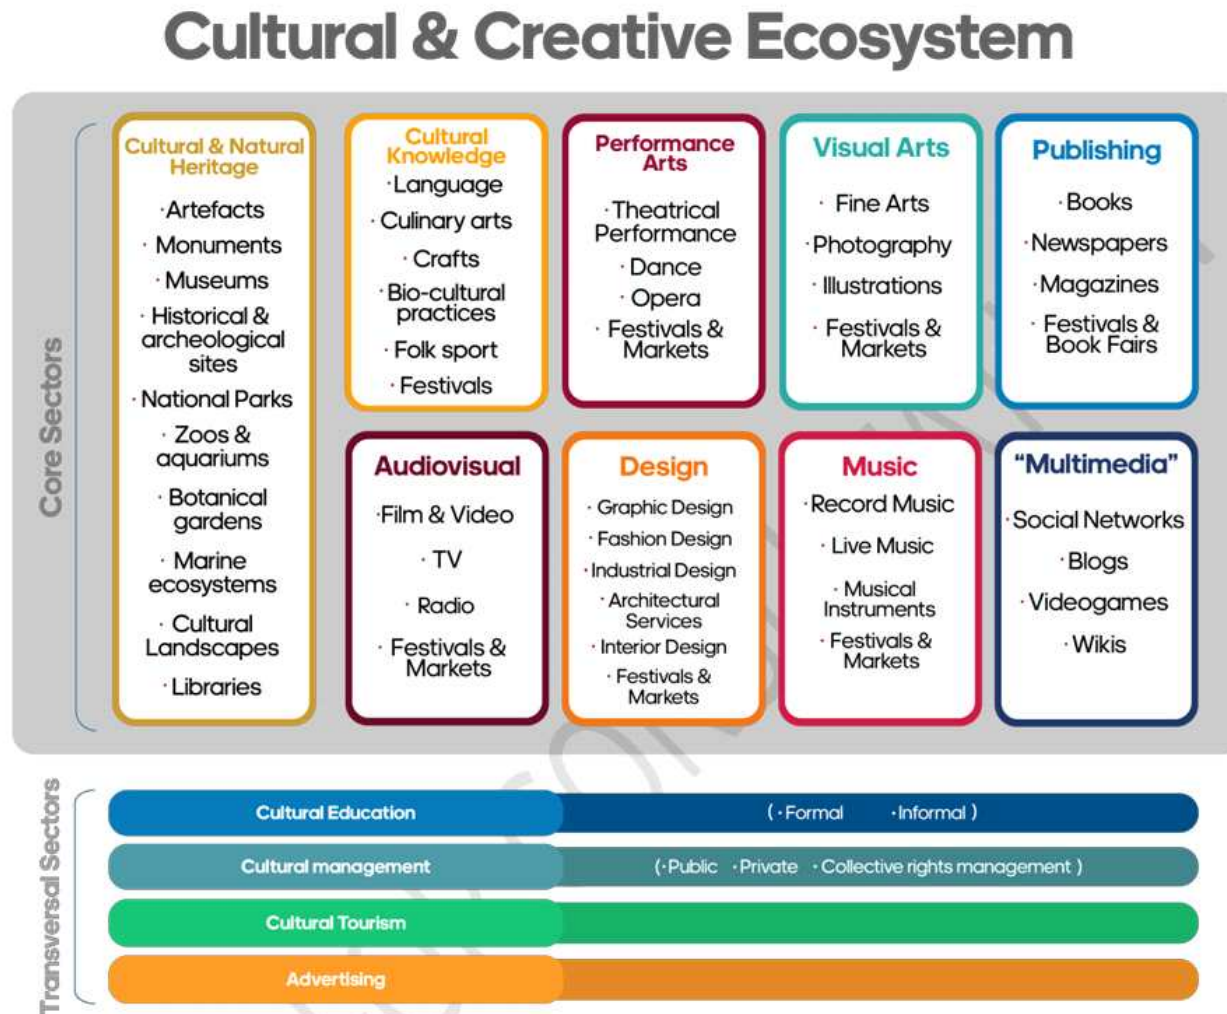 Cultural & Creative Ecosystem
Core Sectors
Cultural & Natural
Heritage
·Artefacts
· Monuments
· Museums
· Historical &
archeological
sites
· National Parks
· Zoos &
aquariums
· Botanical
gardens
· Marine
ecosystems
· Cultural
Landscapes
· Libraries
Cultural
Knowledge
·Language
· Culinary arts
· Crafts
· Bio-cultural
practices
· Folk sport
· Festivals
Performance
Arts
·Theatrical
Performance
· Dance
· Opera
· Festivals &
Markets
Visual Arts
· Fine Arts
·Photography
· Illustrations
· Festivals &
Markets
Publishing
· Books
·Newspapers
· Magazines
· Festivals &
Book Fairs
Audiovisual
·Film & Video
· TV
· Radio
· Festivals &
Markets
Design
· Graphic Design
· Fashion Design
· Industrial Design
· Architectural
Services
· Interior Design
· Festivals &
Markets
Music
·Record Music
· Live Music
· Musical
Instruments
· Festivals &
Markets
“Multimedia”
·Social Networks
· Blogs
· Videogames
· Wikis
Transversal Sectors
Cultural Education ( · Formal · Informal )
Cultural management ( · Public · Private · Collective rights management )
Cultural Tourism
Advertising